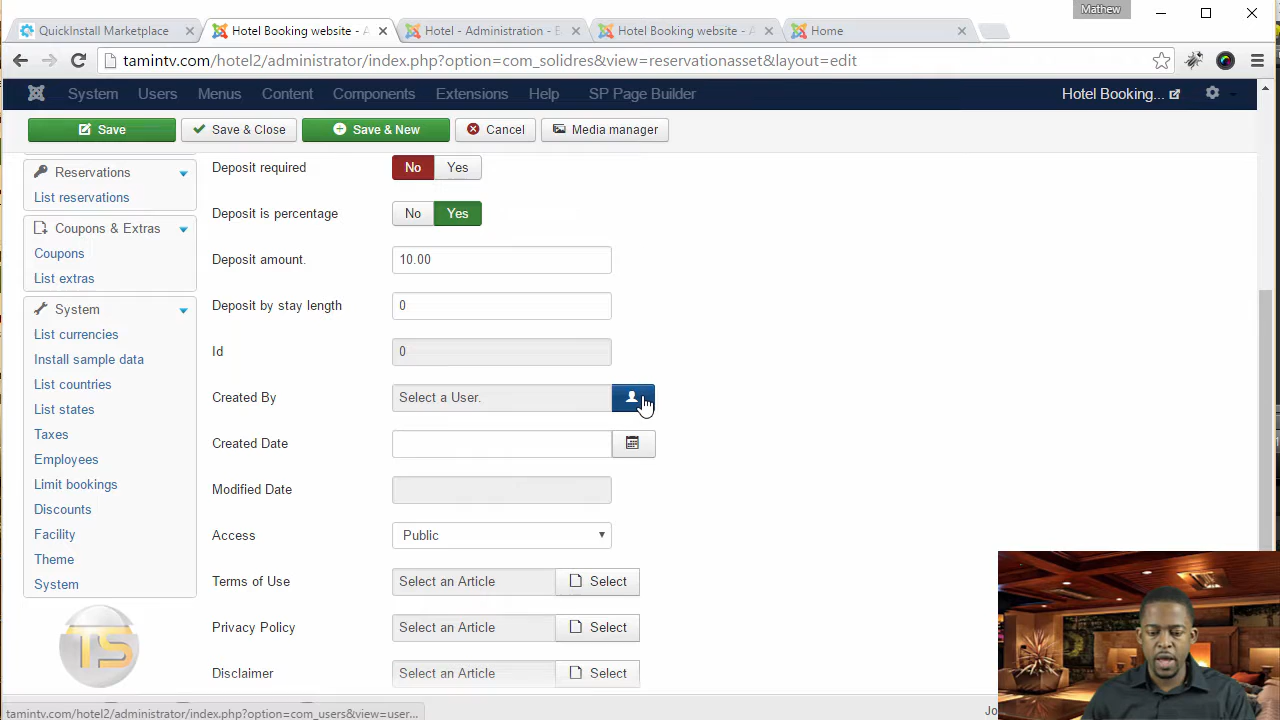 Mathew
QuickInstall Marketplace
Hotel Booking website - A
Hotel - Administration - E
Hotel Booking website - A
Home
tamintv.com/hotel2/administrator/index.php?option=com_solidres&view=reservationasset&layout=edit
System Users Menus Content Components Extensions Help SP Page Builder Hotel Booking...
Save Save & Close Save & New Cancel Media manager
Reservations
List reservations
Coupons & Extras
Coupons
List extras
System
List currencies
Install sample data
List countries
List states
Taxes
Employees
Limit bookings
Discounts
Facility
Theme
System
TS
Deposit required No Yes
Deposit is percentage No Yes
Deposit amount. 10.00
Deposit by stay length 0
Id 0
Created By Select a User.
Created Date
Modified Date
Access Public
Terms of Use Select an Article Select
Privacy Policy Select an Article Select
Disclaimer Select an Article Select
tamintv.com/hotel2/administrator/index.php?option=com_users&view=user...
Jo